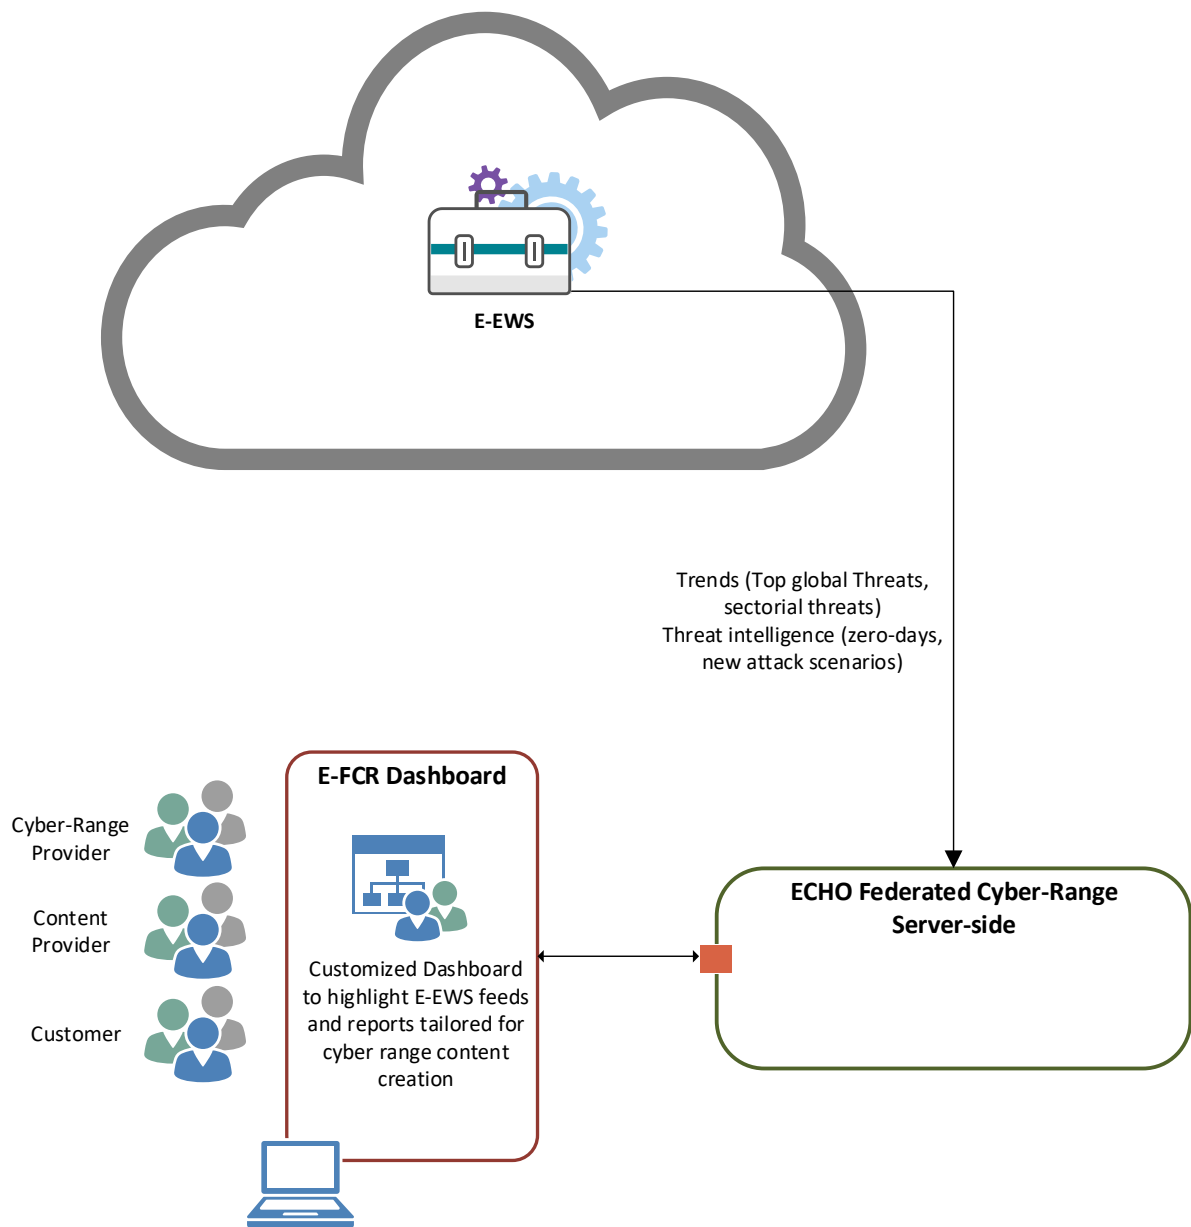 E-EWS
Trends (Top global Threats,
sectorial threats)
Threat intelligence (zero-days,
new attack scenarios)
E-FCR Dashboard
Cyber-Range
Provider
Content
Provider
Customer
Customized Dashboard
to highlight E-EWS feeds
and reports tailored for
cyber range content
creation
ECHO Federated Cyber-Range
Server-side